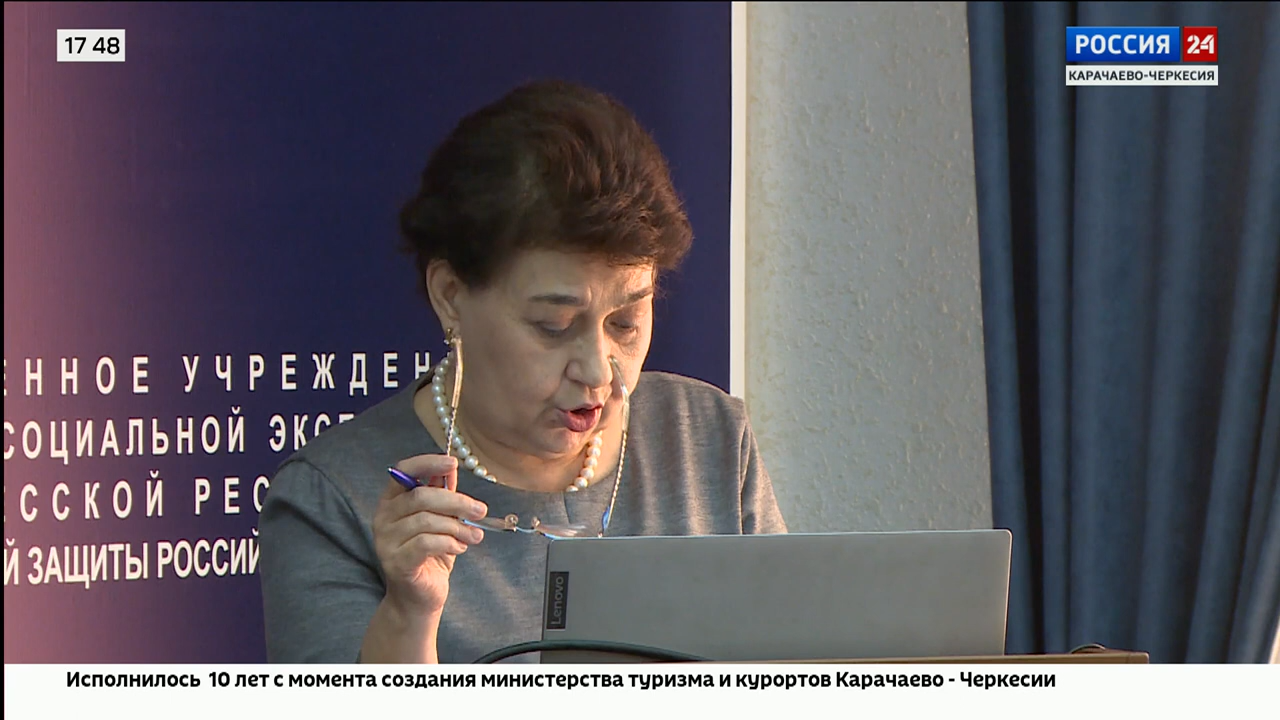 17 48
РОССИЯ 24
КАРАЧАЕВО-ЧЕРКЕСИЯ
ЕННОЕ УЧРЕЖДЕН
СОЦИАЛЬНОЙ ЭКС
ЕССКОЙ РЕС
Й ЗАЩИТЫ РОССИЙ
Lenovo
Исполнилось 10 лет с момента создания министерства туризма и курортов Карачаево - Черкесии